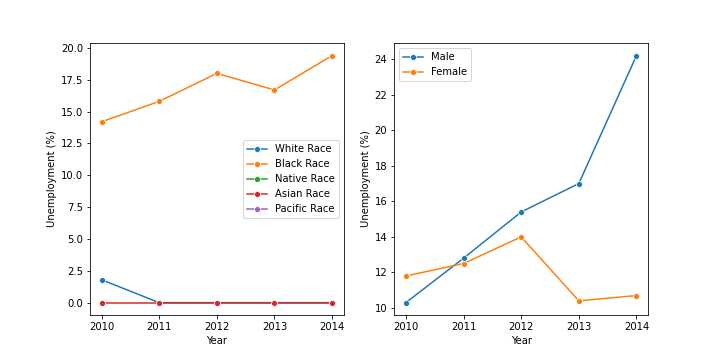 20.0
17.5
15.0
12.5
10.0
7.5
5.0
2.5
0.0
Unemployment (%)
White Race
Black Race
Native Race
Asian Race
Pacific Race
2010 2011 2012 2013 2014
Year
24
22
20
18
16
14
12
10
Unemployment (%)
Male
Female
2010 2011 2012 2013 2014
Year